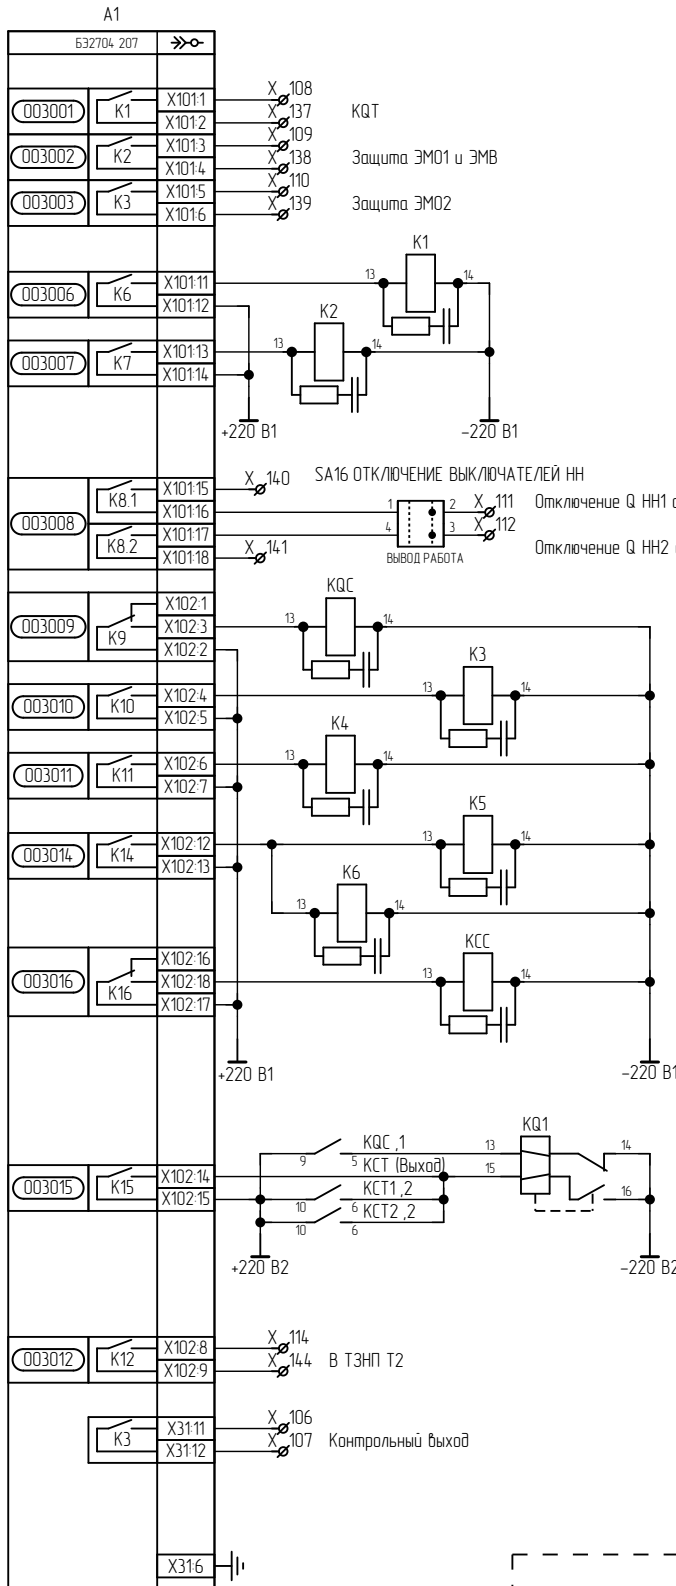 A1
БЭ2704 207
003001 K1 X101:1 X 108
X101:2 X 137 KQT
003002 K2 X101:3 X 109
X101:4 X 138 Защита ЭМО1 и ЭМВ
003003 K3 X101:5 X 110
X101:6 X 139 Защита ЭМО2
K1
003006 K6 X101:11 13 14
X101:12
K2
003007 K7 X101:13 13 14
X101:14
+220 В1 -220 В1
SA16 ОТКЛЮЧЕНИЕ ВЫКЛЮЧАТЕЛЕЙ НН
003008 K8.1 X101:15 X 140
X101:16 1 2 X 111 Отключение Q НН1
K8.2 X101:17 4 3 X 112
X101:18 X 141 ВЫВОД РАБОТА Отключение Q НН2
KQC
003009 K9 X102:1
X102:3 13 14
X102:2
K3
003010 K10 X102:4 13 14
X102:5
K4
003011 K11 X102:6 13 14
X102:7
K5
003014 K14 X102:12 13 14
X102:13
K6
13 14
KCC
003016 K16 X102:16
X102:18 13 14
X102:17
+220 В1 -220 В1
KQ1
9 5 KQC ,1 13 14
003015 K15 X102:14 KCT (Выход) 15
X102:15 10 6 KCT1 ,2 16
10 6 KCT2 ,2
+220 В2 -220 В2
003012 K12 X102:8 X 114
X102:9 X 144 В ТЗНП Т2
K3 X31:11 X 106
X31:12 X 107 Контрольный выход
X31:6